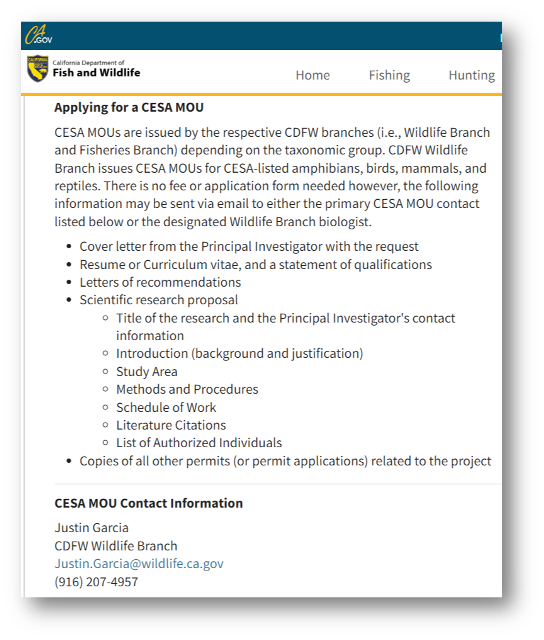 CA
.GOV
California Department of
Fish and Wildlife
Home Fishing Hunting
Applying for a CESA MOU
CESA MOUs are issued by the respective CDFW branches (i.e., Wildlife Branch
and Fisheries Branch) depending on the taxonomic group. CDFW Wildlife
Branch issues CESA MOUs for CESA-listed amphibians, birds, mammals, and
reptiles. There is no fee or application form needed however, the following
information may be sent via email to either the primary CESA MOU contact
listed below or the designated Wildlife Branch biologist.
• Cover letter from the Principal Investigator with the request
• Resume or Curriculum vitae, and a statement of qualifications
• Letters of recommendations
• Scientific research proposal
◦ Title of the research and the Principal Investigator's contact
information
◦ Introduction (background and justification)
◦ Study Area
◦ Methods and Procedures
◦ Schedule of Work
◦ Literature Citations
◦ List of Authorized Individuals
• Copies of all other permits (or permit applications) related to the project
CESA MOU Contact Information
Justin Garcia
CDFW Wildlife Branch
Justin.Garcia@wildlife.ca.gov
(916) 207-4957